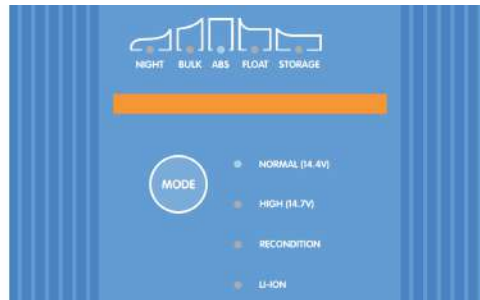 NIGHT BULK ABS FLOAT STORAGE
MODE
NORMAL (14.4V)
HIGH (14.7V)
RECONDITION
LI-ION